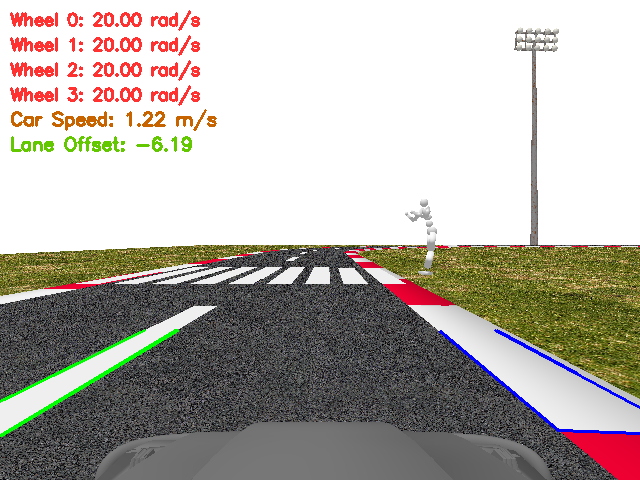 Wheel 0: 20.00 rad/s
Wheel 1: 20.00 rad/s
Wheel 2: 20.00 rad/s
Wheel 3: 20.00 rad/s
Car Speed: 1.22 m/s
Lane Offset: -6.19